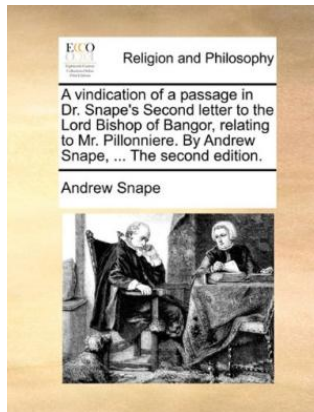 ECCO
Religion and Philosophy
A vindication of a passage in
Dr. Snape's Second letter to the
Lord Bishop of Bangor, relating
to Mr. Pillonniere. By Andrew
Snape, ... The second edition.
Andrew Snape